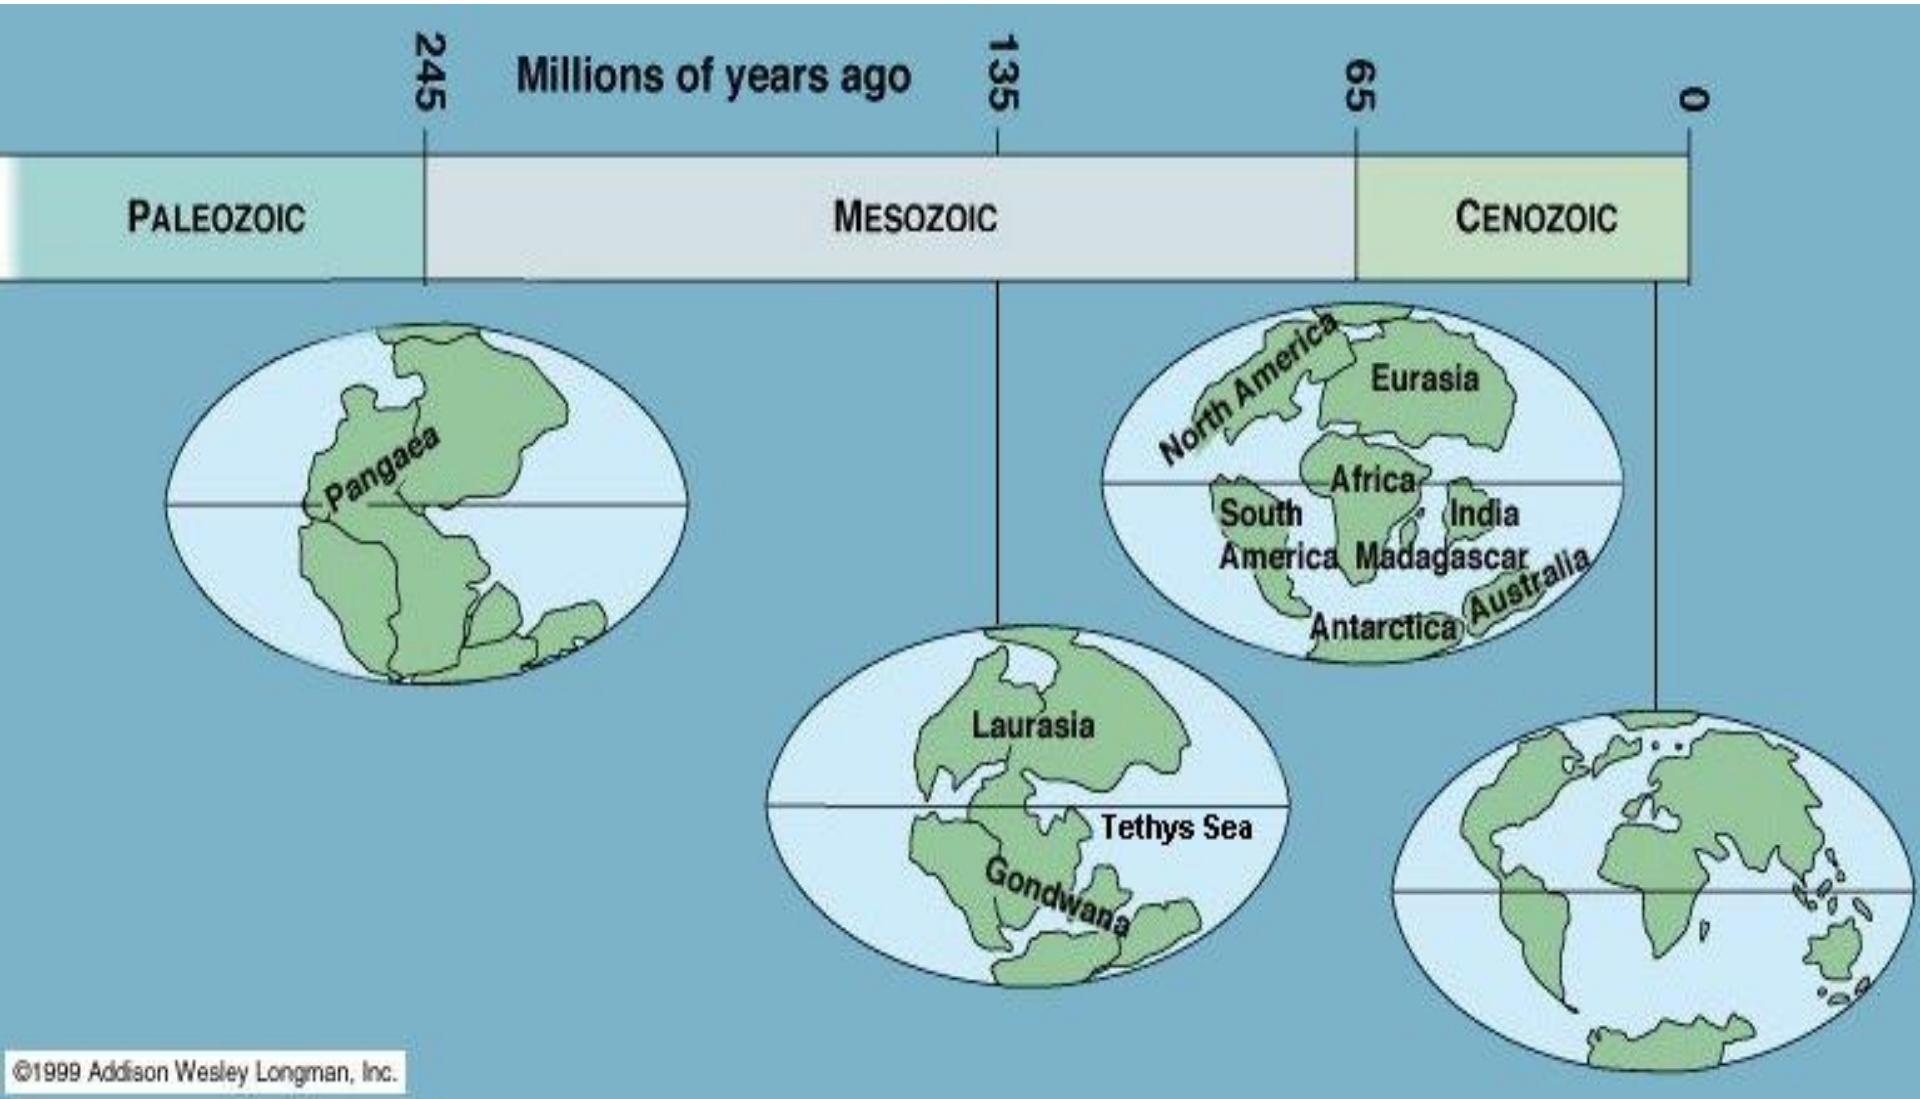 245
Millions of years ago
135
65
0
PALEOZOIC
MESOZOIC
CENOZOIC
Pangaea
North America
Eurasia
Africa
South
America
India
Madagascar
Australia
Antarctica
Laurasia
Tethys Sea
Gondwana
©1999 Addison Wesley Longman, Inc.